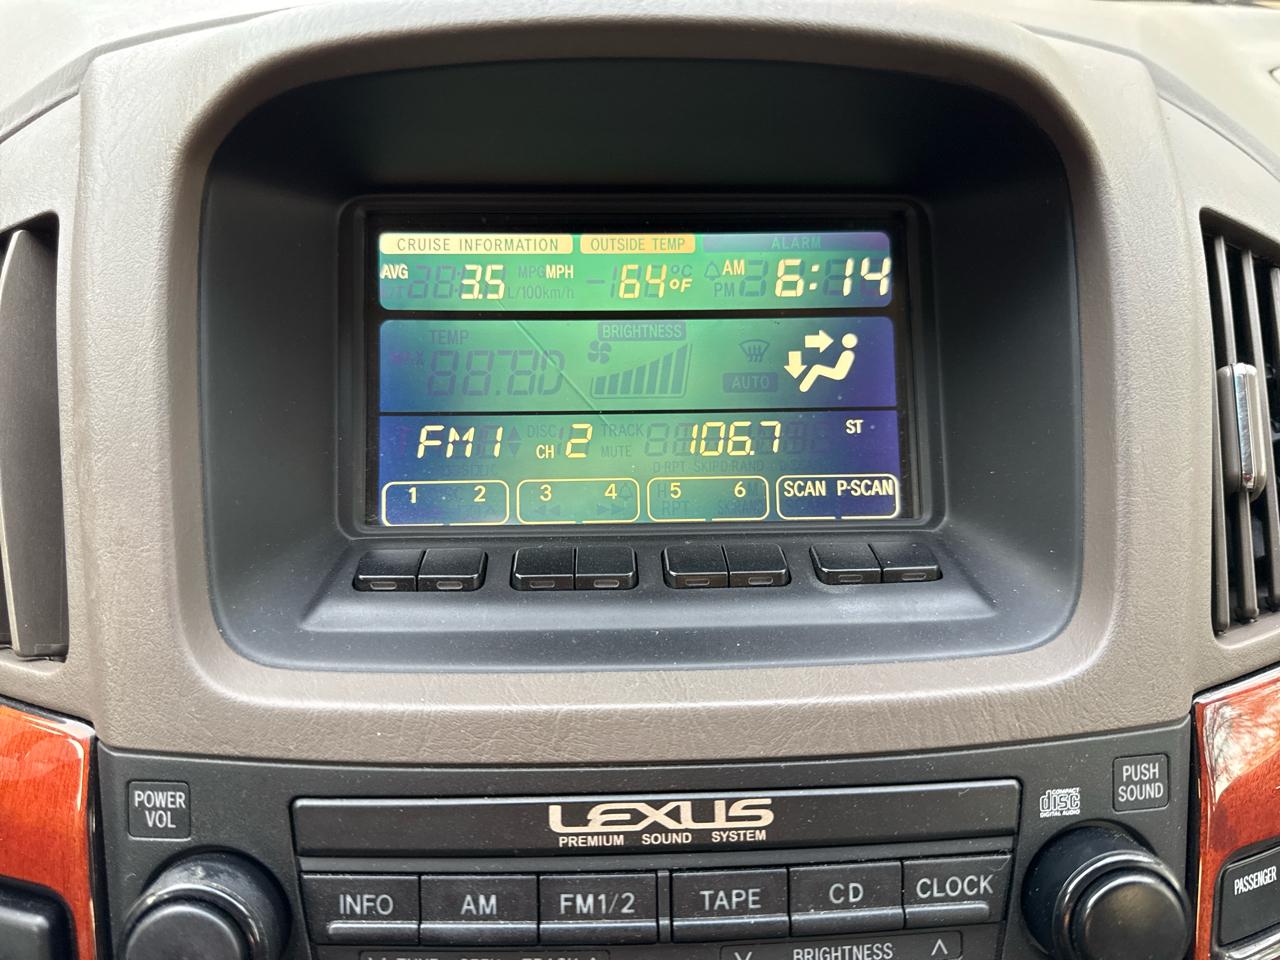 CRUISE INFORMATION OUTSIDE TEMP ALARM
AVG 3.5 MPG MPH 64°F AM 6:14
L/100km/h °C PM
TEMP BRIGHTNESS
MAX 88.80 AUTO
FM1 DISC CH 2 TRACK MUTE 106.7 ST
D·RPT SKIP D·RAND
1 2 3 4 5 6 SCAN P·SCAN
RPT
POWER VOL
PUSH SOUND
COMPACT disc DIGITAL AUDIO
LEXUS
PREMIUM SOUND SYSTEM
INFO AM FM1/2 TAPE CD CLOCK
PASSENGER
BRIGHTNESS